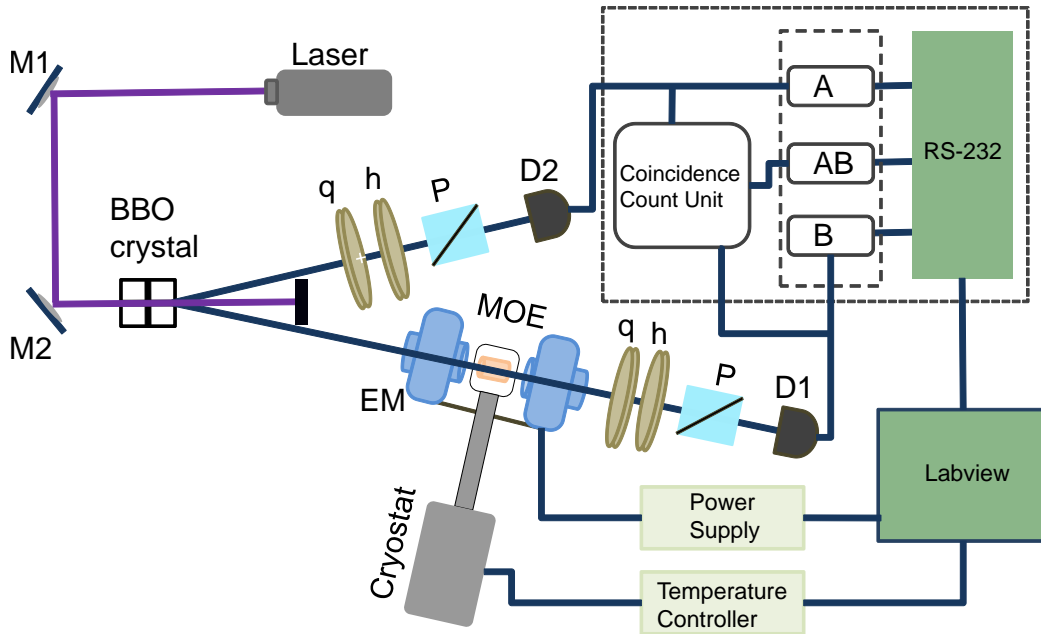 M1
Laser
A
D2
q
h
P
Coincidence
Count Unit
AB
RS-232
BBO
crystal
B
M2
MOE
q
h
P
D1
EM
Labview
Power
Supply
Cryostat
Temperature
Controller